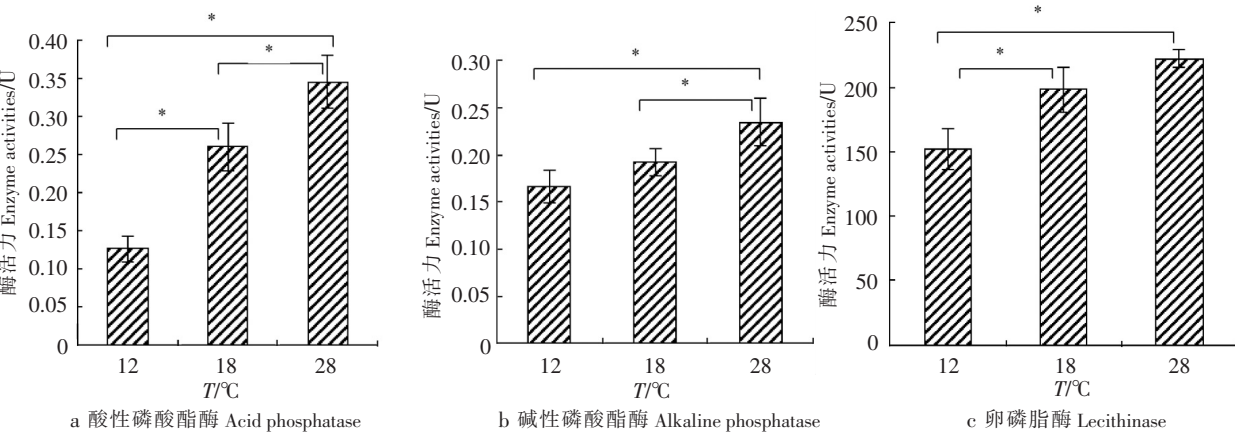 酶活力 Enzyme activities/U
*
*
*
0.40
0.35
0.30
0.25
0.20
0.15
0.10
0.05
0
12 18 28
T/℃
a 酸性磷酸酯酶 Acid phosphatase
酶活力 Enzyme activities/U
*
*
0.30
0.25
0.20
0.15
0.10
0.05
0
12 18 28
T/℃
b 碱性磷酸酯酶 Alkaline phosphatase
酶活力 Enzyme activities/U
*
*
250
200
150
100
50
0
12 18 28
T/℃
c 卵磷脂酶 Lecithinase